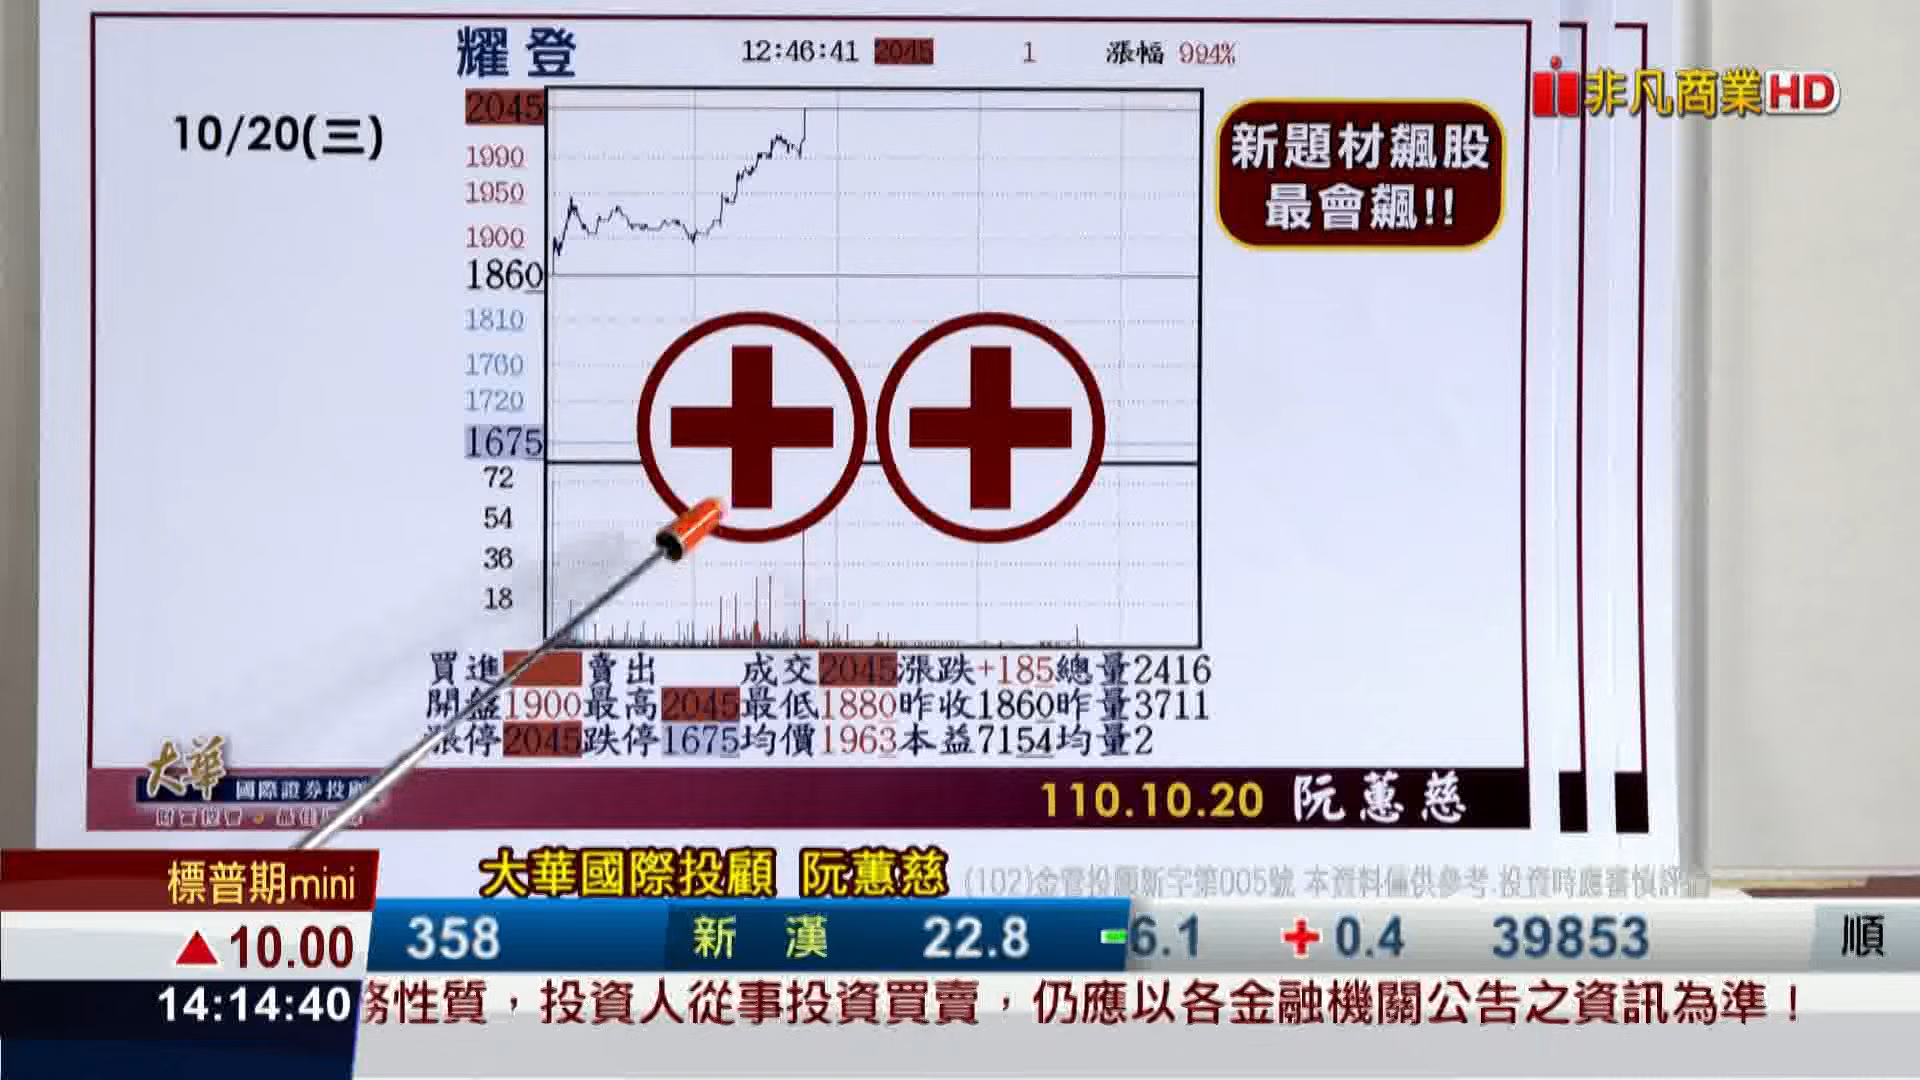 耀登 12:46:41 2045 1 漲幅 994%
10/20(三)
非凡商業HD
新題材飆股
最會飆!!
2045
1990
1950
1900
1860
1810
1760
1720
1675
72
54
36
18
買進 賣出 成交2045漲跌+185總量2416
開盤1900最高2045最低1880昨收1860昨量3711
漲停2045跌停1675均價1963本益7154均量2
大華
國際證券投顧
110.10.20 阮蕙慈
大華國際投顧 阮蕙慈 (102)金管投顧新字第005號 本資料僅供參考.投資時應審慎評估
標普期mini
▲10.00
358 新漢 22.8 -6.1 +0.4 39853 順
14:14:40 務性質，投資人從事投資買賣，仍應以各金融機關公告之資訊為準！